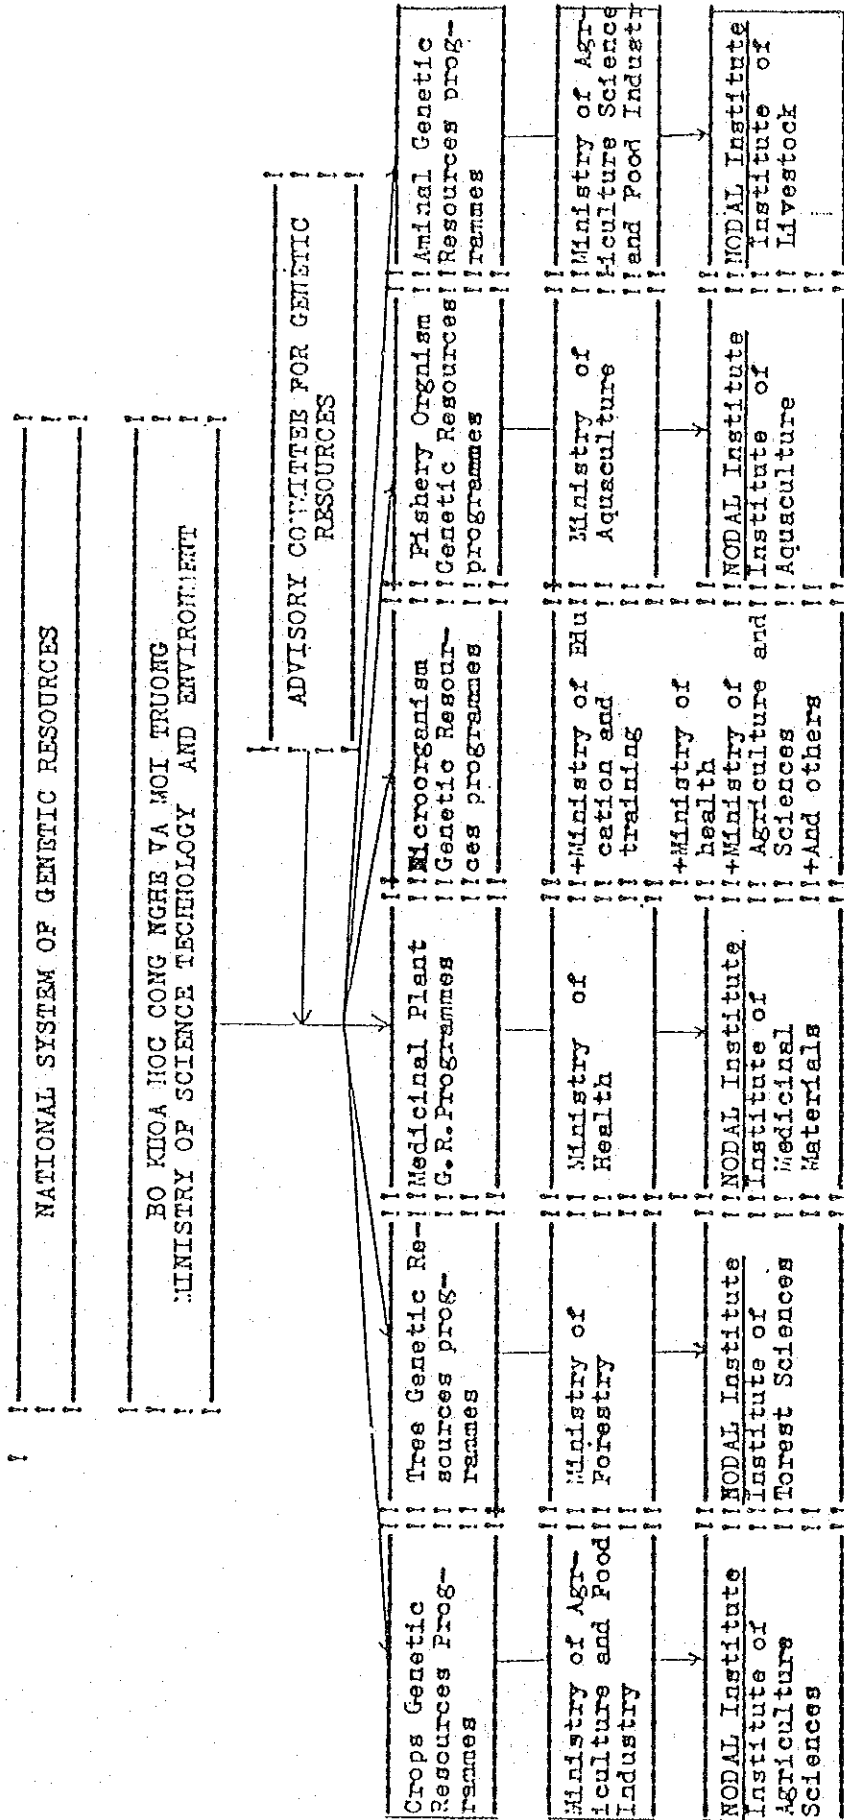 NATIONAL SYSTEM OF GENETIC RESOURCES
BO KHOA HOC CONG NGHE VA MOI TRUONG
MINISTRY OF SCIENCE TECHNOLOGY AND ENVIRONMENT
ADVISORY COMMITTEE FOR GENETIC
RESOURCES
Crops Genetic
Resources Prog-
rammes
Tree Genetic Re-
sources prog-
rammes
Medicinal Plant
G.R.Programmes
Microorganism
Genetic Resour-
ces programmes
Fishery Orgnism
Genetic Resources
programmes
Aminal Genetic
Resources prog-
rammes
Ministry of Agr-
iculture and Food
Industry
Ministry of
Forestry
Ministry of
Health
+Ministry of Edu
cation and
training
+Ministry of
health
+Ministry of
Agriculture and
Sciences
+And others
Ministry of
Aquaculture
Ministry of Agr-
iculture Science
and Food Industr
NODAL Institute
Institute of
Agriculture
Sciences
NODAL Institute
Institute of
Torest Sciences
NODAL Institute
Institute of
Medicinal
Materials
NODAL Institute
Institute of
Aquaculture
NODAL Institute
Institute of
Livestock